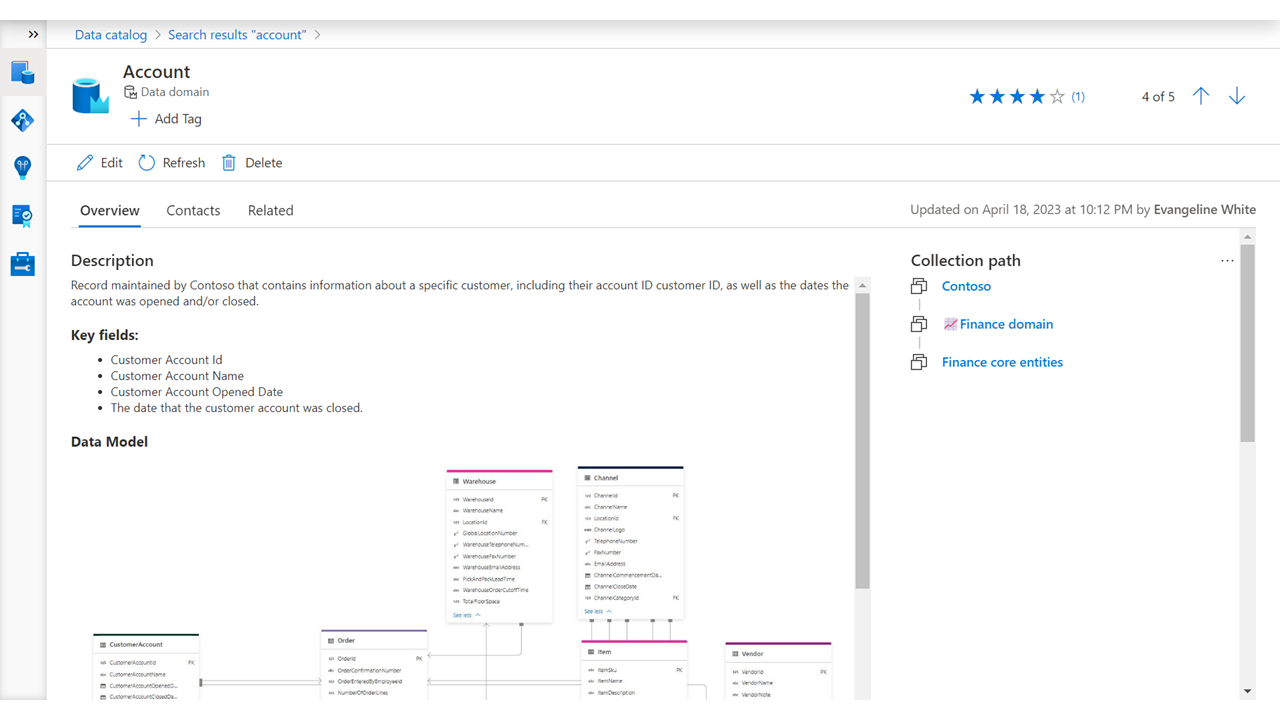 Data catalog > Search results "account" >
Account
Data domain
Add Tag
(1)
4 of 5
Edit Refresh Delete
Overview Contacts Related
Updated on April 18, 2023 at 10:12 PM by Evangeline White
Description
Record maintained by Contoso that contains information about a specific customer, including their account ID customer ID, as well as the dates the
account was opened and/or closed.
Key fields:
• Customer Account Id
• Customer Account Name
• Customer Account Opened Date
• The date that the customer account was closed.
Data Model
Collection path
...
Contoso
Finance domain
Finance core entities
Warehouse
WarehouseId PK
WarehouseName
LocationId FK
GlobalLocationNumber
WarehouseTelephoneNum...
WarehouseFaxNumber
WarehouseEmailAddress
PickAndPackLeadTime
WarehouseOrderCutoffTime
TotalFloorSpace
See less
Channel
ChannelId PK
ChannelName
LocationId FK
ChannelLogo
TelephoneNumber
FaxNumber
EmailAddress
ChannelCommencementDa...
ChannelCloseDate
ChannelCategoryId FK
See less
CustomerAccount
CustomerAccountId PK
CustomerAccountName
CustomerAccountOpenedD...
CustomerAccountClosedDa...
Order
OrderId PK
OrderConfirmationNumber
OrderEnteredByEmployeeId
NumberOfOrderLines
Item
ItemSku PK
ItemName
ItemDescription
Vendor
VendorId PK
VendorName
VendorNote